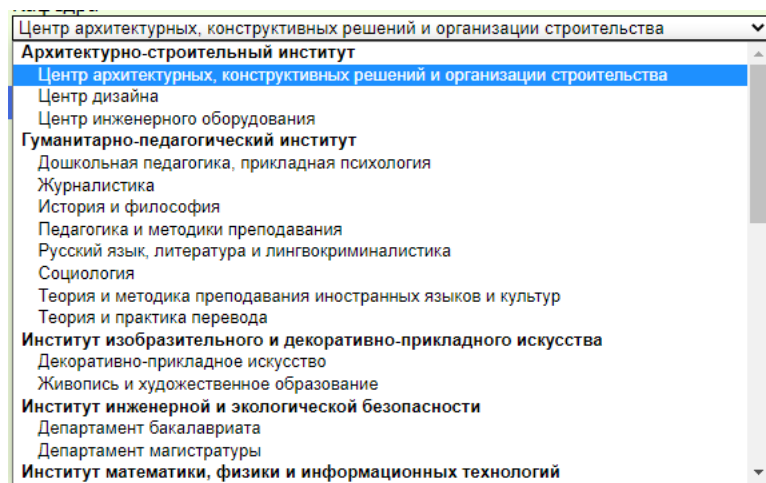 Кафедра
Центр архитектурных, конструктивных решений и организации строительства
Архитектурно-строительный институт
Центр архитектурных, конструктивных решений и организации строительства
Центр дизайна
Центр инженерного оборудования
Гуманитарно-педагогический институт
Дошкольная педагогика, прикладная психология
Журналистика
История и философия
Педагогика и методики преподавания
Русский язык, литература и лингвокриминалистика
Социология
Теория и методика преподавания иностранных языков и культур
Теория и практика перевода
Институт изобразительного и декоративно-прикладного искусства
Декоративно-прикладное искусство
Живопись и художественное образование
Институт инженерной и экологической безопасности
Департамент бакалавриата
Департамент магистратуры
Институт математики, физики и информационных технологий